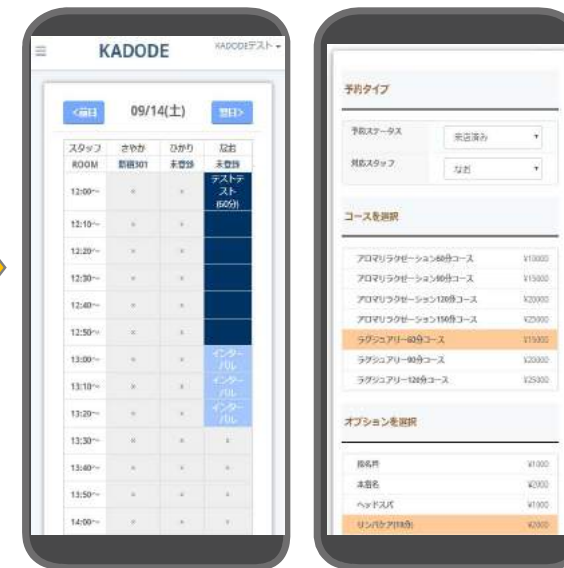 KADODE
KADODEテスト
<前日 09/14(土) 翌日>
スタッフ さやか ひかり なお
ROOM 新宿301 未登録 未登録
12:00～ × × テストテスト(60分)
12:10～ × ×
12:20～ × ×
12:30～ × ×
12:40～ × ×
12:50～ × ×
13:00～ × × インターバル
13:10～ × × インターバル
13:20～ × × インターバル
13:30～ × × ×
13:40～ × × ×
13:50～ × × ×
14:00～ × × ×
予約タイプ
予約ステータス 来店済み
対応スタッフ なお
コースを選択
アロマリラクゼーション60分コース ¥10000
アロマリラクゼーション90分コース ¥15000
アロマリラクゼーション120分コース ¥20000
アロマリラクゼーション150分コース ¥25000
ラグジュアリー60分コース ¥15000
ラグジュアリー90分コース ¥20000
ラグジュアリー120分コース ¥25000
オプションを選択
指名料 ¥1000
本指名 ¥2000
ヘッドスパ ¥1000
リンパケア(10分) ¥2000